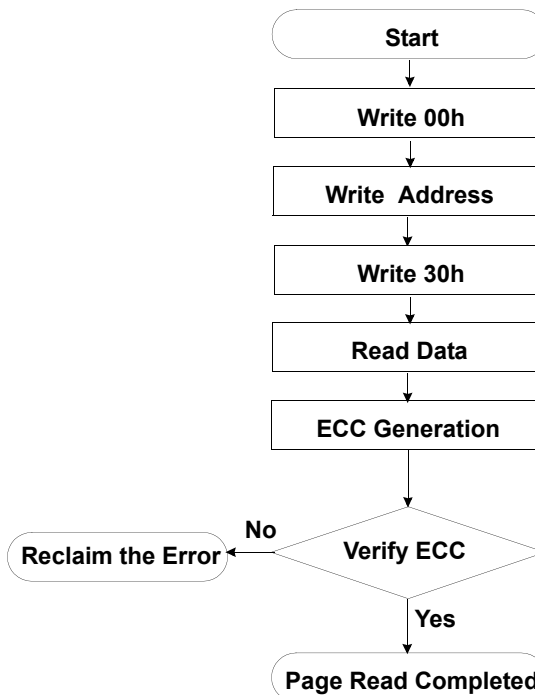 Start
Write 00h
Write Address
Write 30h
Read Data
ECC Generation
No
Reclaim the Error
Verify ECC
Yes
Page Read Completed